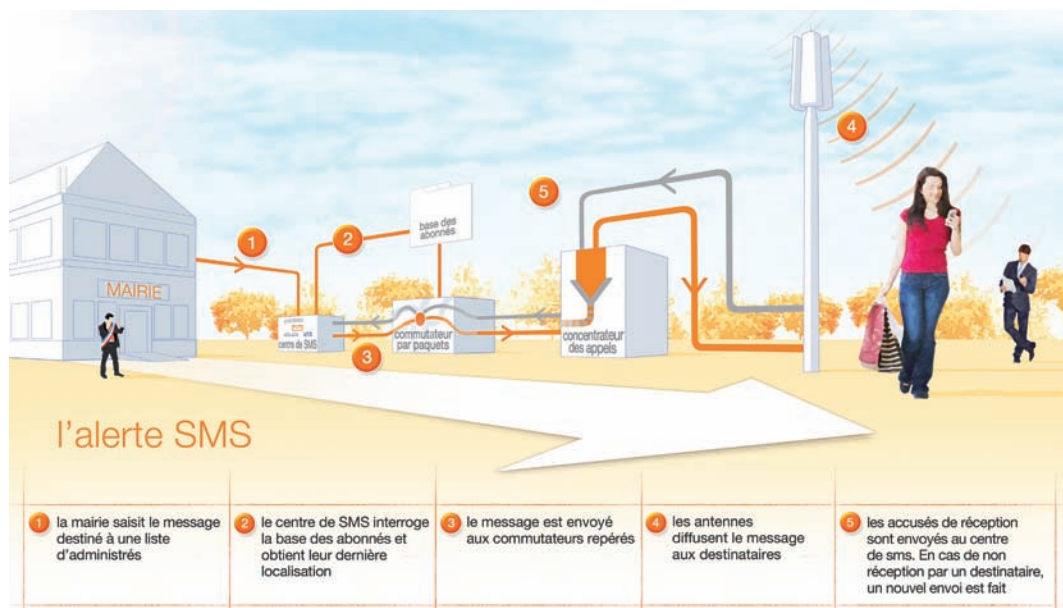 4
5
base des
abonnés
2
1
MAIRIE
centre de SMS
commutateur
par paquets
concentrateur
des appels
3
l'alerte SMS
1 la mairie saisit le message
destiné à une liste
d'administrés
2 le centre de SMS interroge
la base des abonnés et
obtient leur dernière
localisation
3 le message est envoyé
aux commutateurs repérés
4 les antennes
diffusent le message
aux destinataires
5 les accusés de réception
sont envoyés au centre
de sms. En cas de non
réception par un destinataire,
un nouvel envoi est fait